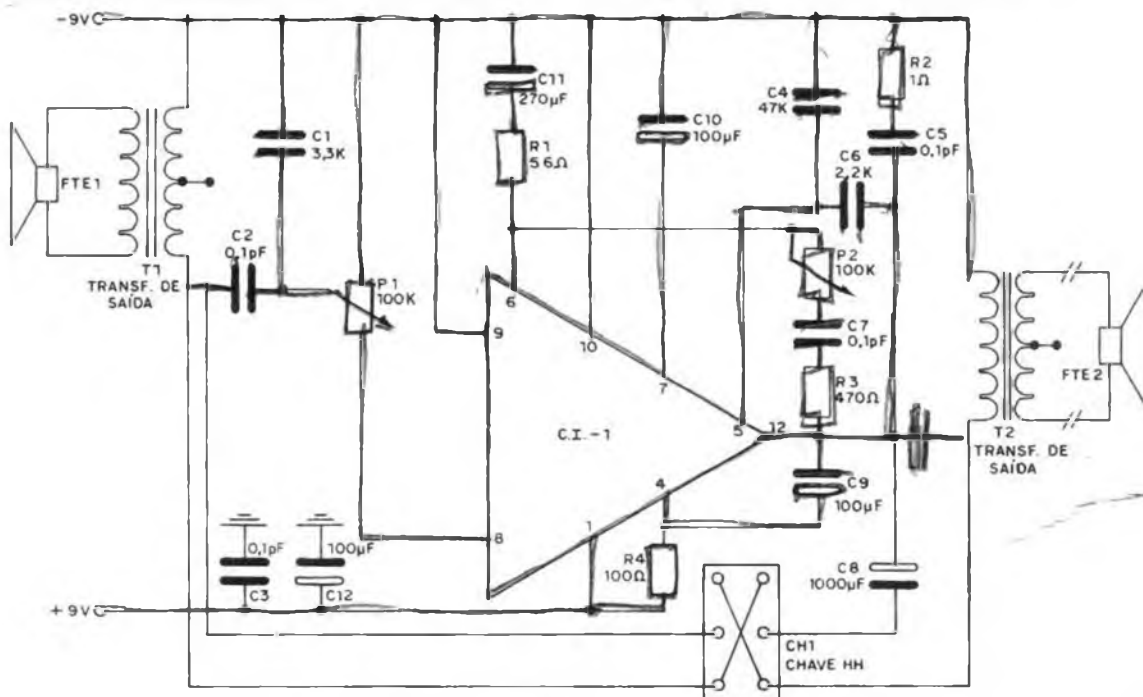 -9V
FTE1
T1
TRANSF. DE
SAÍDA
C1
3,3K
C2
0,1pF
P1
100K
C11
270µF
R1
56Ω
C10
100µF
C4
47K
R2
1Ω
C5
0,1pF
C6
2,2K
P2
100K
C7
0,1pF
R3
470Ω
FTE2
T2
TRANSF. DE
SAÍDA
6
9
10
7
5
12
C.I.-1
4
8
1
C9
100µF
R4
100Ω
0,1pF
C3
100µF
C12
+9V
C8
1000µF
CH1
CHAVE HH